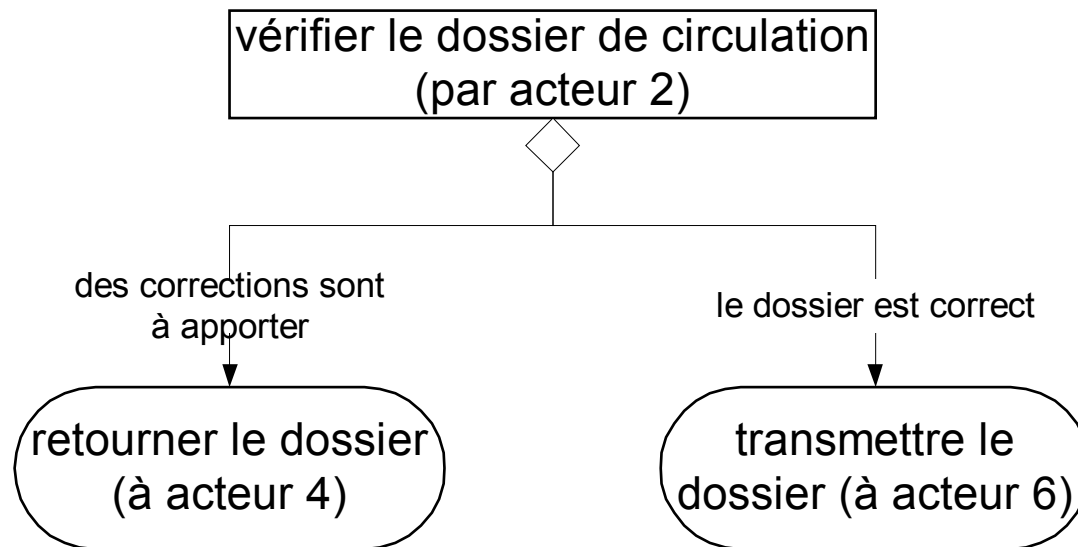 vérifier le dossier de circulation
(par acteur 2)
des corrections sont
à apporter
le dossier est correct
retourner le dossier
(à acteur 4)
transmettre le
dossier (à acteur 6)